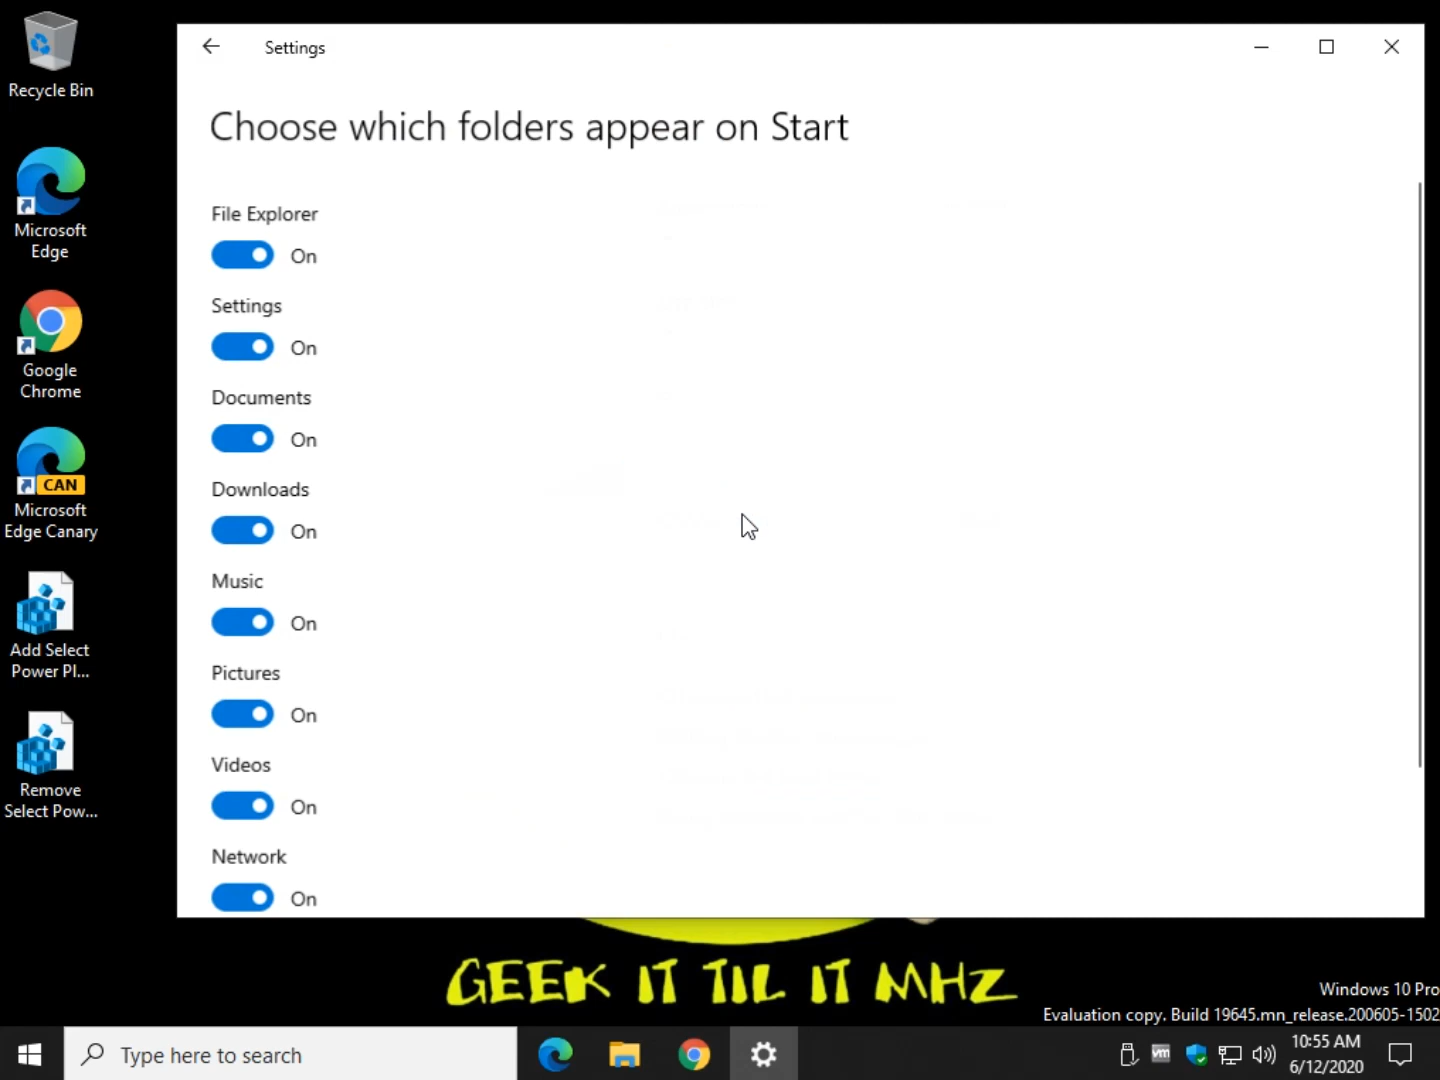 Recycle Bin
Microsoft
Edge
Google
Chrome
CAN
Microsoft
Edge Canary
Add Select
Power Pl...
Remove
Select Pow...
Settings
Choose which folders appear on Start
File Explorer
On
Settings
On
Documents
On
Downloads
On
Music
On
Pictures
On
Videos
On
Network
On
GEEK IT TIL IT MHZ
Windows 10 Pro
Evaluation copy. Build 19645.mn_release.200605-1502
Type here to search
vm
10:55 AM
6/12/2020